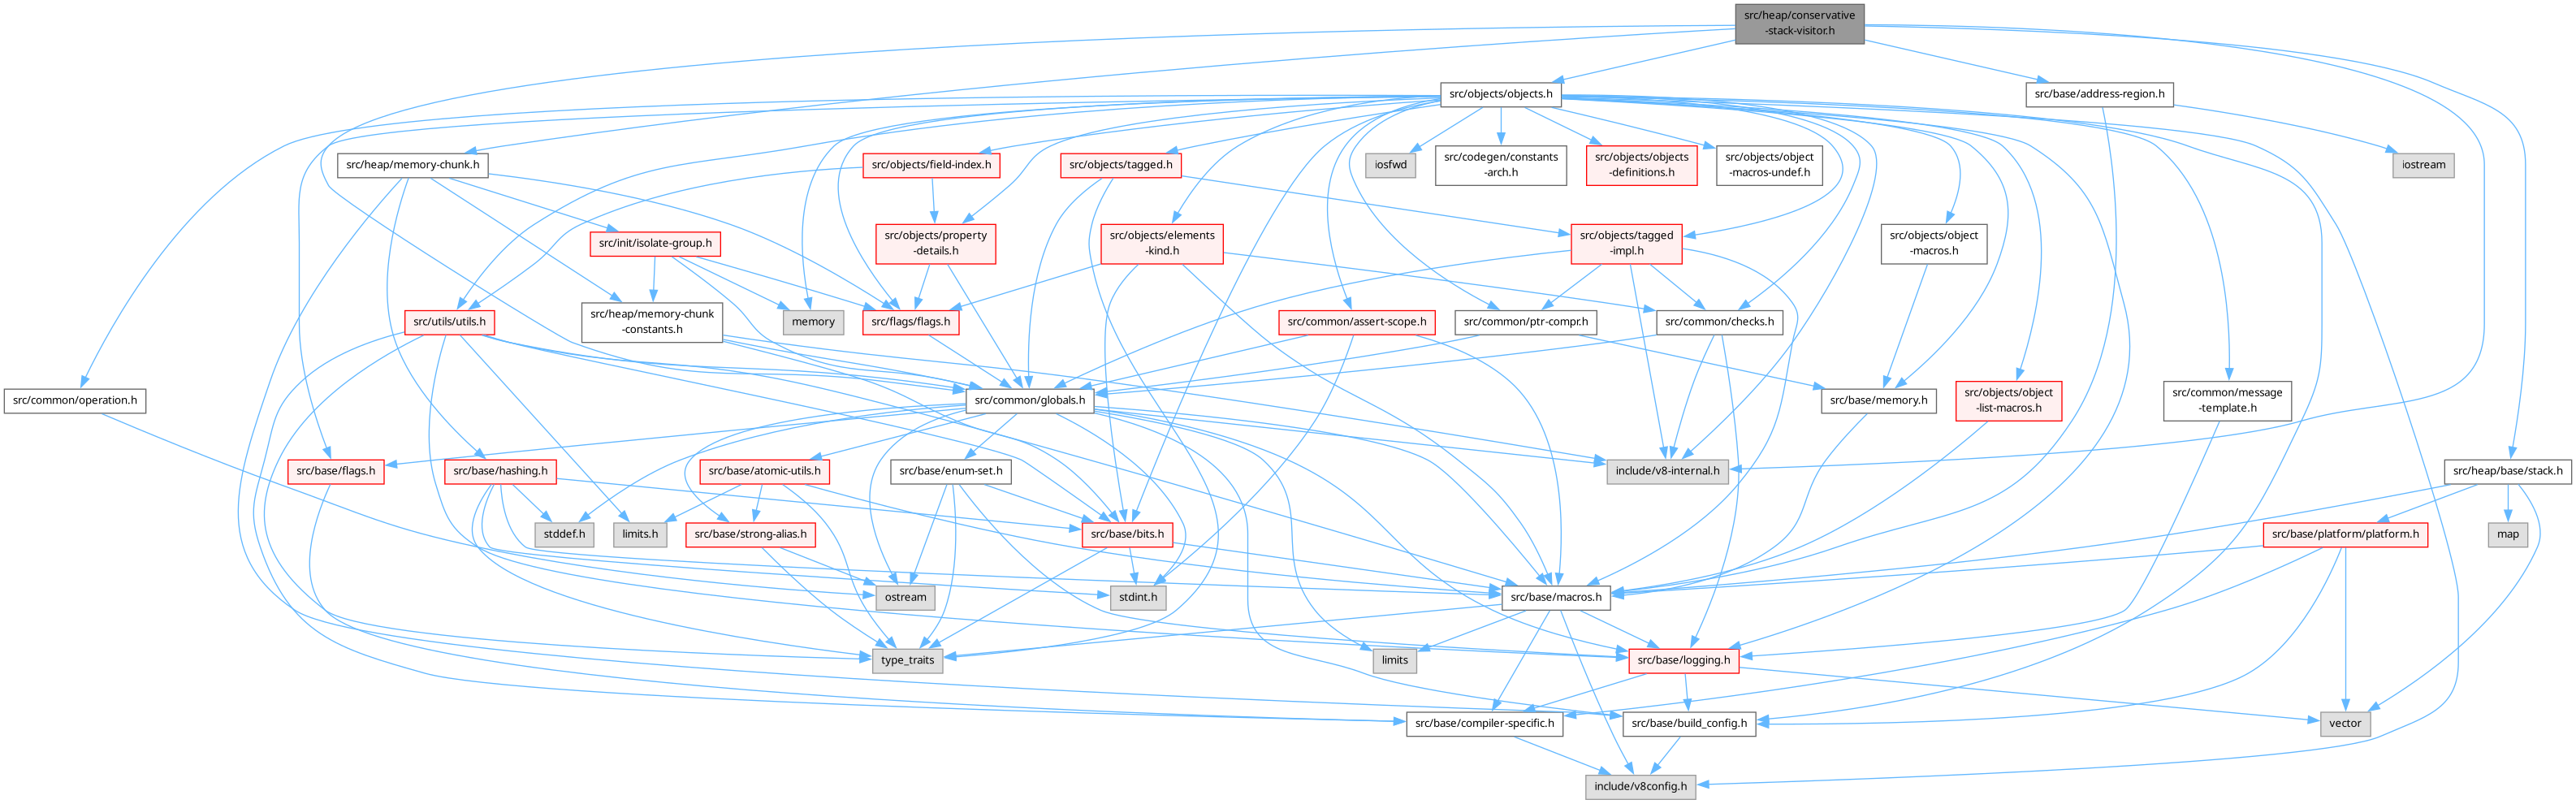 src/heap/conservative
-stack-visitor.h
src/objects/objects.h
src/base/address-region.h
src/heap/memory-chunk.h
src/objects/field-index.h
src/objects/tagged.h
iosfwd
src/codegen/constants
-arch.h
src/objects/objects
-definitions.h
src/objects/object
-macros-undef.h
iostream
src/init/isolate-group.h
src/objects/property
-details.h
src/objects/elements
-kind.h
src/objects/tagged
-impl.h
src/objects/object
-macros.h
src/utils/utils.h
src/heap/memory-chunk
-constants.h
memory
src/flags/flags.h
src/common/assert-scope.h
src/common/ptr-compr.h
src/common/checks.h
src/common/operation.h
src/common/globals.h
src/base/memory.h
src/objects/object
-list-macros.h
src/common/message
-template.h
src/base/flags.h
src/base/hashing.h
src/base/atomic-utils.h
src/base/enum-set.h
include/v8-internal.h
src/heap/base/stack.h
stddef.h
limits.h
src/base/strong-alias.h
src/base/bits.h
map
src/base/platform/platform.h
ostream
stdint.h
src/base/macros.h
type_traits
limits
src/base/logging.h
src/base/compiler-specific.h
src/base/build_config.h
vector
include/v8config.h